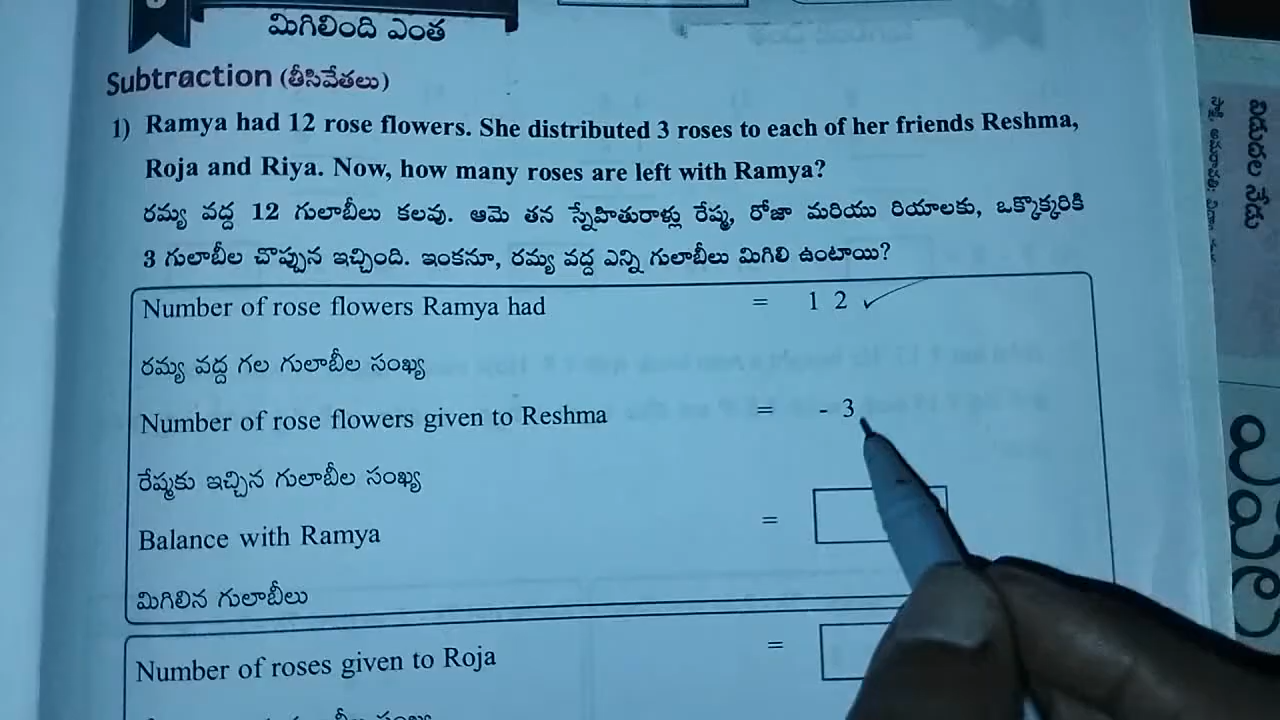 మిగిలింది ఎంత
Subtraction (తీసివేతలు)
1) Ramya had 12 rose flowers. She distributed 3 roses to each of her friends Reshma,
Roja and Riya. Now, how many roses are left with Ramya?
రమ్య వద్ద 12 గులాబీలు కలవు. ఆమె తన స్నేహితురాళ్లు రేష్మ, రోజా మరియు రియాలకు, ఒక్కొక్కరికి
3 గులాబీల చొప్పున ఇచ్చింది. ఇంకనూ, రమ్య వద్ద ఎన్ని గులాబీలు మిగిలి ఉంటాయి?
Number of rose flowers Ramya had = 1 2
రమ్య వద్ద గల గులాబీల సంఖ్య
Number of rose flowers given to Reshma = - 3
రేష్మకు ఇచ్చిన గులాబీల సంఖ్య
Balance with Ramya =
మిగిలిన గులాబీలు
Number of roses given to Roja =